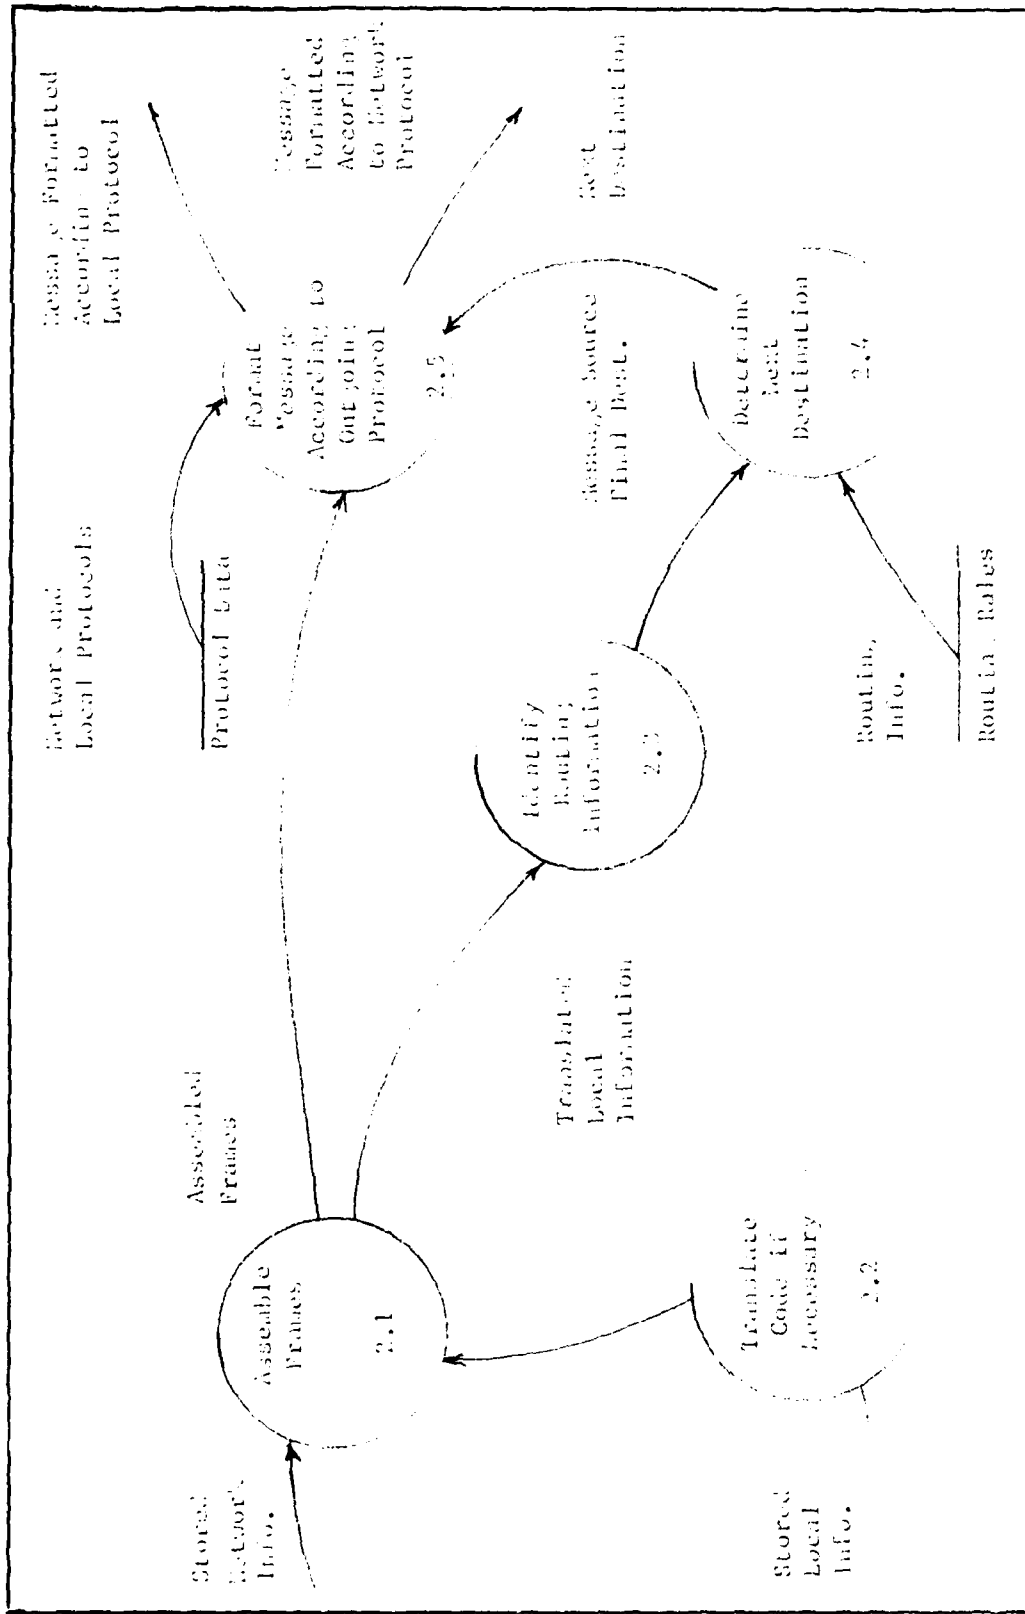 Stored
Network
Info.
Assemble
Frames
2.1
Assembled
Frames
Network and
Local Protocols
Protocol Data
Format
Message
According to
Outgoing
Protocol
2.5
Message Formatted
According to
Local Protocol
Message
Formatted
According
to Network
Protocol
Stored
Local
Info.
Translate
Code if
Necessary
2.2
Translated
Local
Information
Identify
Routing
Information
2.3
Message Source
Final Dest.
Next
Destination
Determine
Next
Destination
2.4
Routing
Info.
Routing Rules